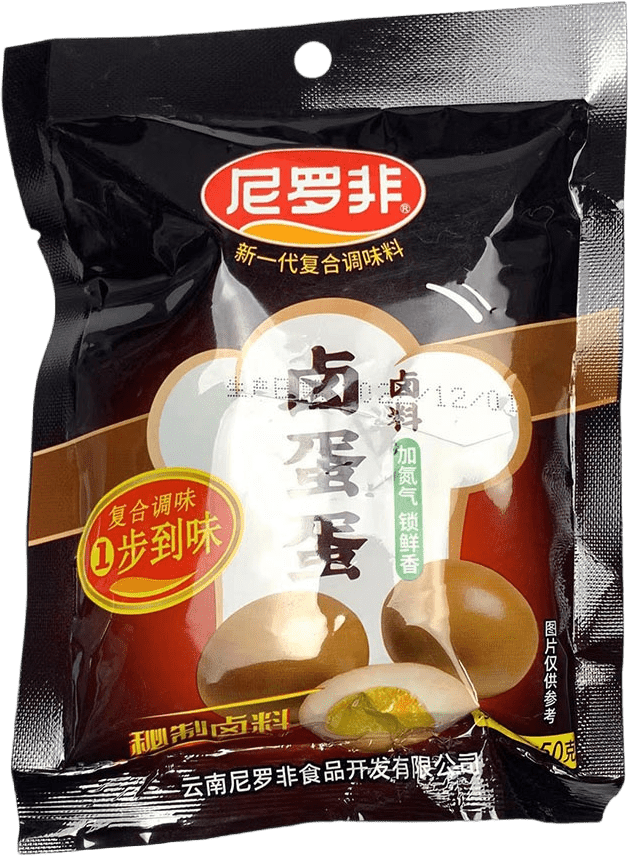 尼罗非®
新一代复合调味料
卤蛋蛋
卤料
加氮气 锁鲜香
复合调味
1步到味
图片仅供参考
秘制卤料
50克
云南尼罗非食品开发有限公司